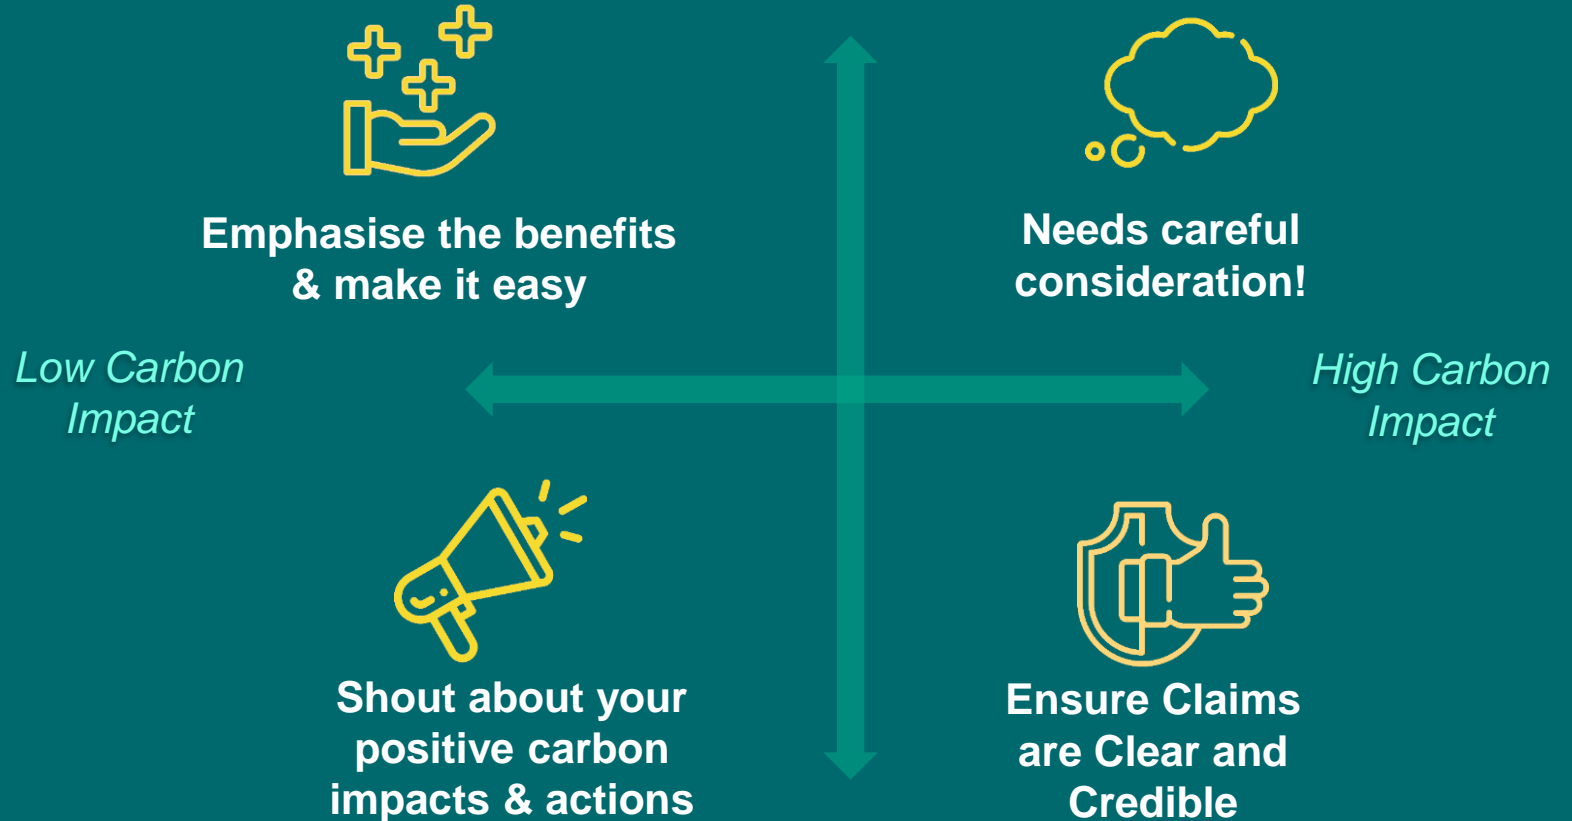 Emphasise the benefits
& make it easy
Needs careful
consideration!
Low Carbon
Impact
High Carbon
Impact
Shout about your
positive carbon
impacts & actions
Ensure Claims
are Clear and
Credible